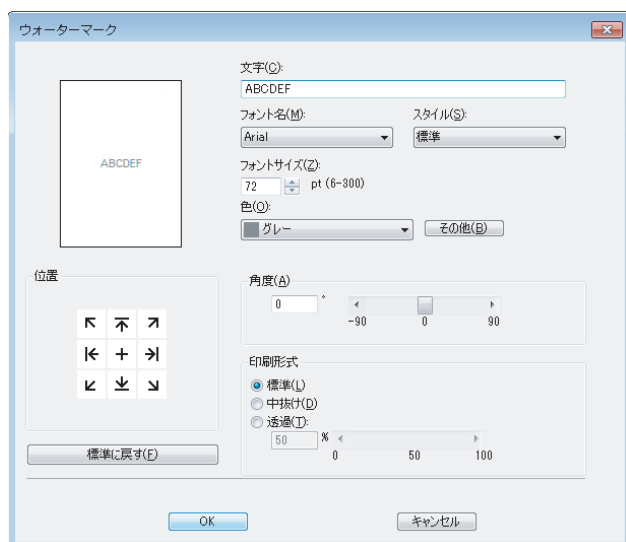 ウォーターマーク
文字(C):
ABCDEF
フォント名(M):
スタイル(S):
Arial
標準
ABCDEF
フォントサイズ(Z):
72
pt (6-300)
色(O):
グレー
その他(B)
位置
角度(A)
0
°
-90
0
90
印刷形式
標準(L)
中抜け(D)
透過(T):
50
%
0
50
100
標準に戻す(F)
OK
キャンセル